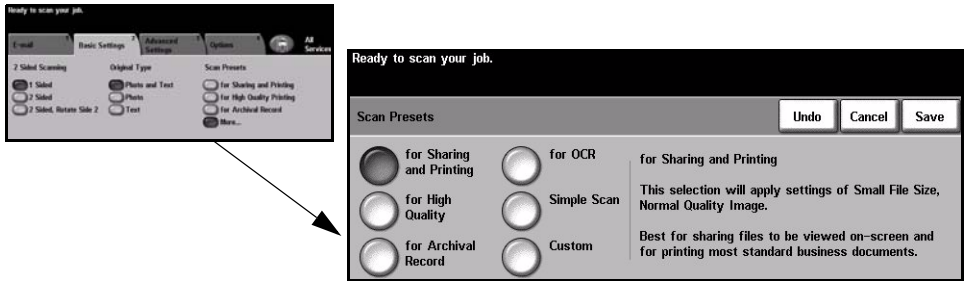 Ready to scan your job.
E-mail
Basic Settings
Advanced
Settings
Options
All
Services
2 Sided Scanning
Original Type
Scan Presets
1 Sided
2 Sided
2 Sided, Rotate Side 2
Photo and Text
Photo
Text
for Sharing and Printing
for High Quality Printing
for Archival Record
More...
Ready to scan your job.
Scan Presets
Undo
Cancel
Save
for Sharing
and Printing
for High
Quality
for Archival
Record
for OCR
Simple Scan
Custom
for Sharing and Printing
This selection will apply settings of Small File Size,
Normal Quality Image.
Best for sharing files to be viewed on-screen and
for printing most standard business documents.